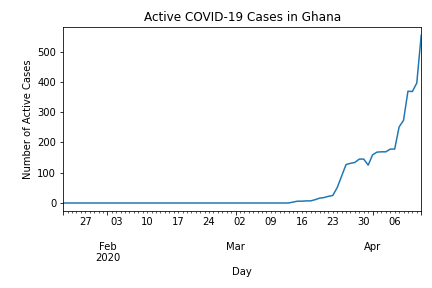 Active COVID-19 Cases in Ghana
Number of Active Cases
500
400
300
200
100
0
27 03 10 17 24 02 09 16 23 30 06
Feb Mar Apr
2020
Day